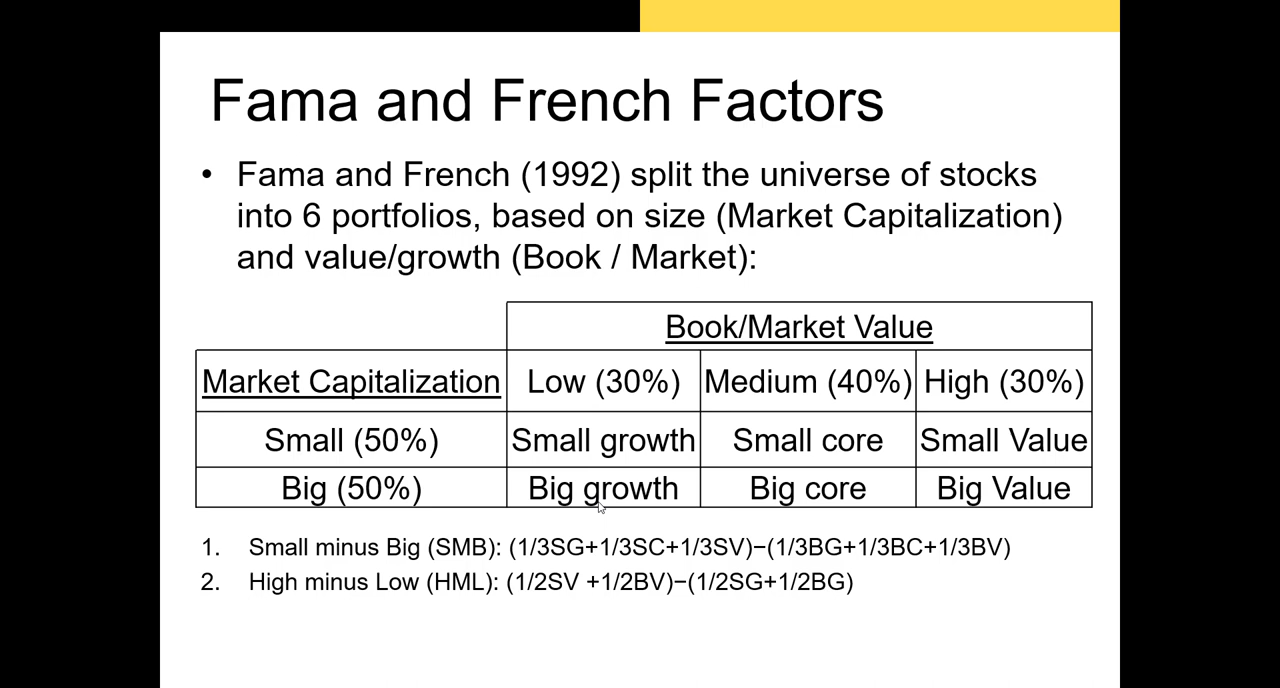 Fama and French Factors
• Fama and French (1992) split the universe of stocks
into 6 portfolios, based on size (Market Capitalization)
and value/growth (Book / Market):
Book/Market Value
Market Capitalization Low (30%) Medium (40%) High (30%)
Small (50%) Small growth Small core Small Value
Big (50%) Big growth Big core Big Value
1. Small minus Big (SMB): (1/3SG+1/3SC+1/3SV)−(1/3BG+1/3BC+1/3BV)
2. High minus Low (HML): (1/2SV +1/2BV)−(1/2SG+1/2BG)